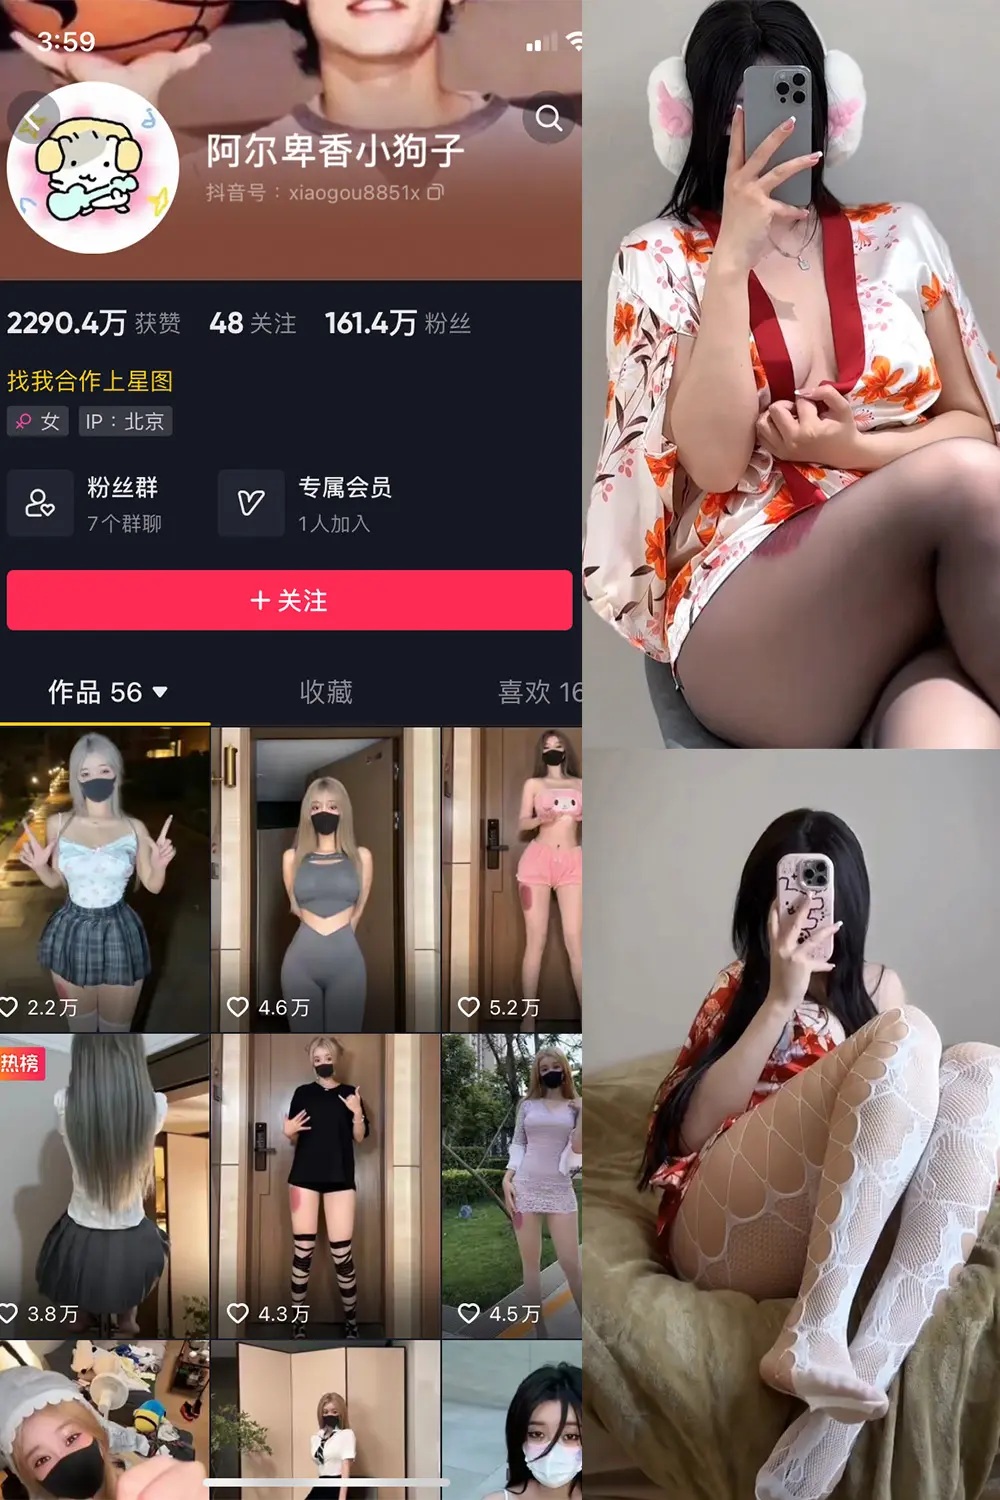 3:59
阿尔卑香小狗子
抖音号：xiaogou8851x
2290.4万 获赞 48 关注 161.4万 粉丝
找我合作上星图
女 IP：北京
粉丝群
7个群聊
专属会员
1人加入
+ 关注
作品 56 收藏 喜欢 16
2.2万 4.6万 5.2万
热榜
3.8万 4.3万 4.5万